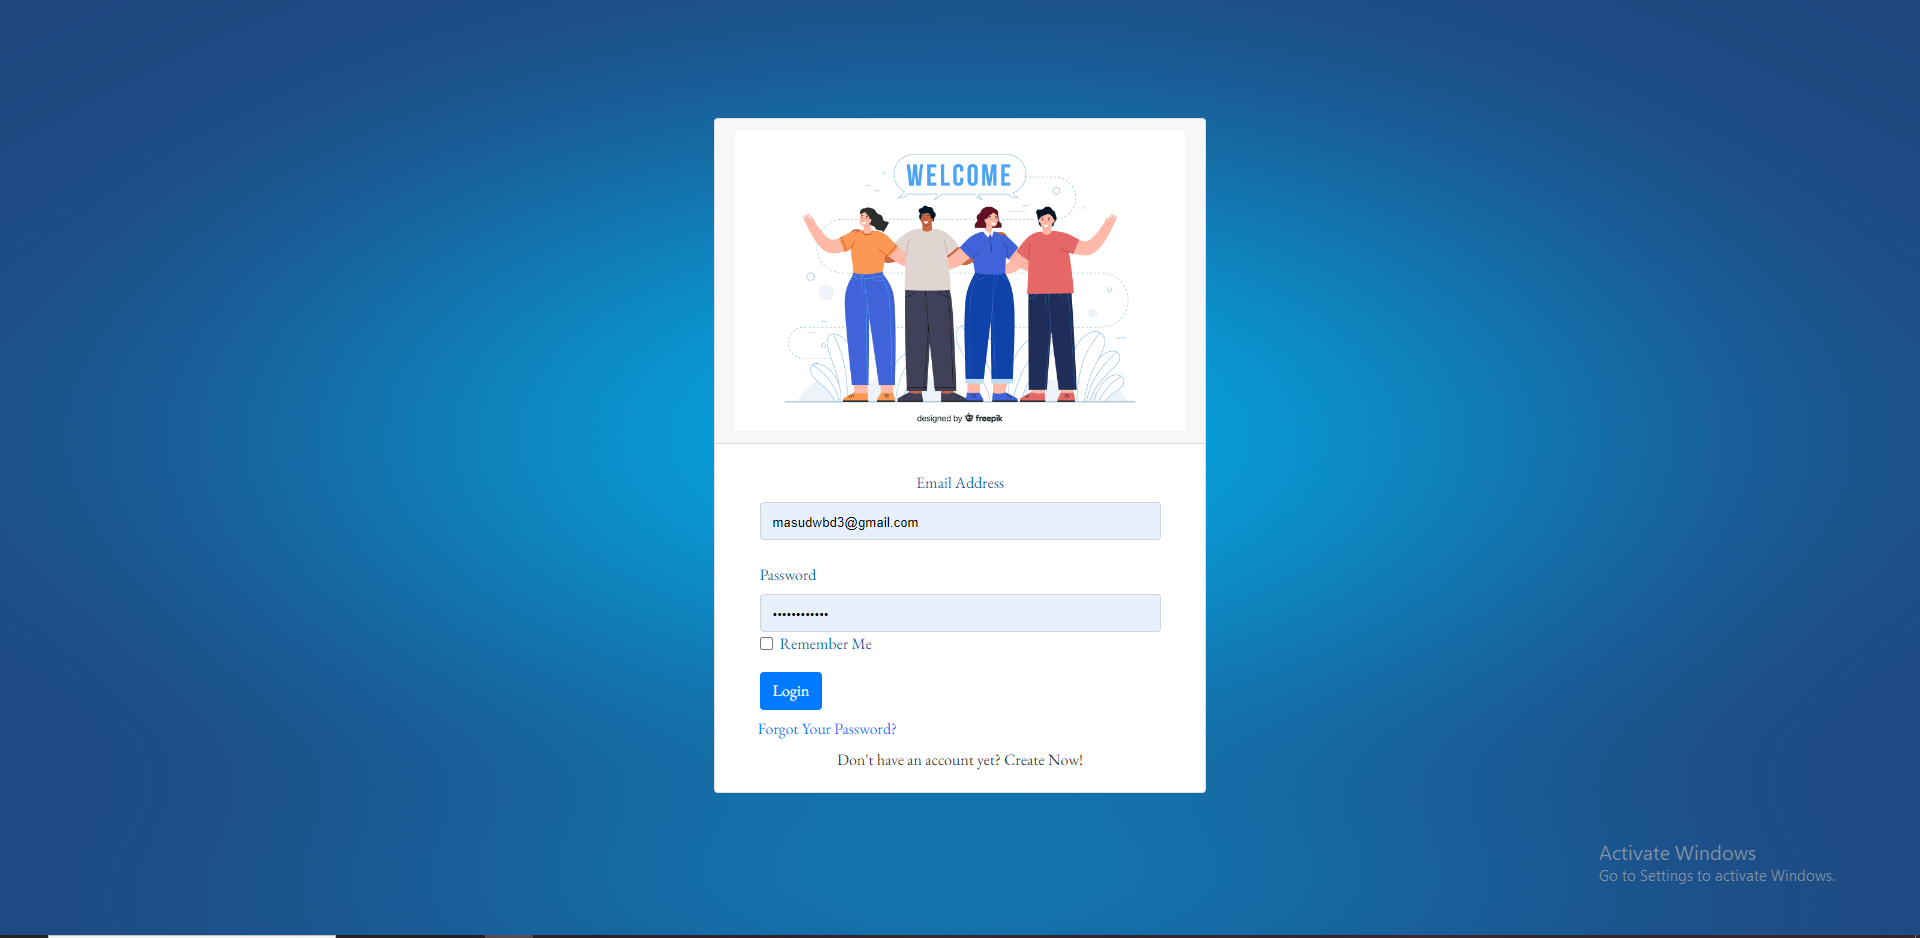 WELCOME
designed by freepik
Email Address
masudwbd3@gmail.com
Password
••••••••••••
Remember Me
Login
Forgot Your Password?
Don't have an account yet? Create Now!
Activate Windows
Go to Settings to activate Windows.